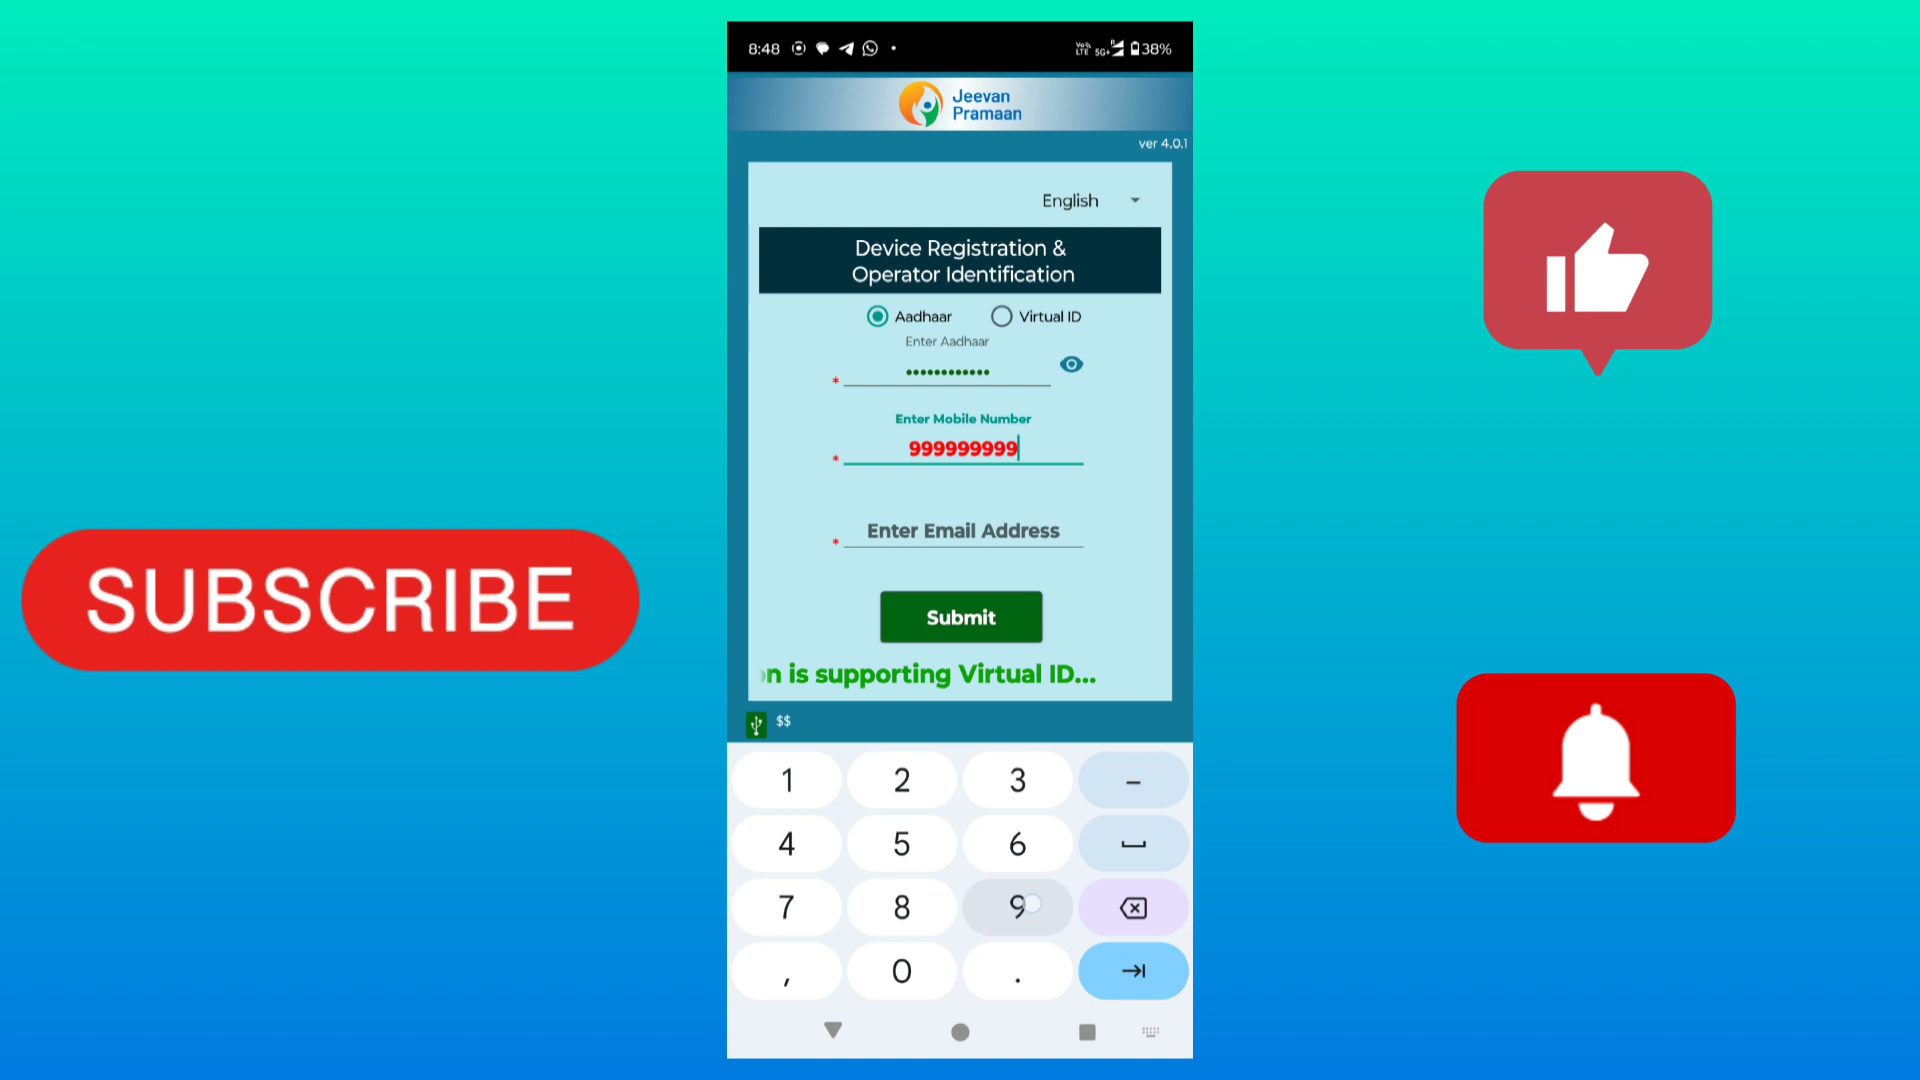 8:48
VoLTE 5G+ R 38%
Jeevan
Pramaan
ver 4.0.1
English
Device Registration &
Operator Identification
Aadhaar
Virtual ID
Enter Aadhaar
* ••••••••••••
Enter Mobile Number
* 999999999
* Enter Email Address
SUBSCRIBE
Submit
n is supporting Virtual ID...
$$
1 2 3 –
4 5 6
7 8 9
, 0 .